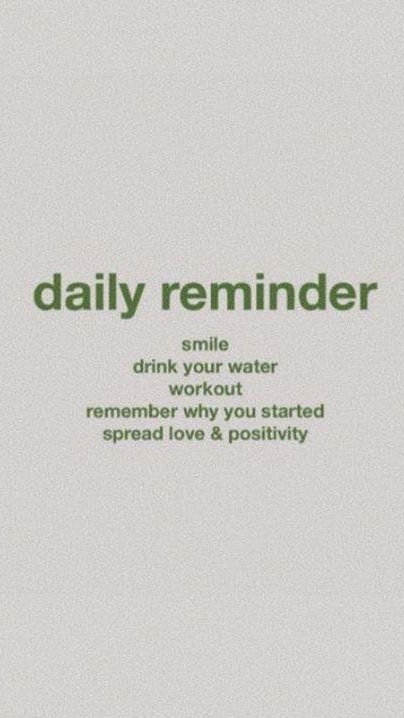 daily reminder
smile
drink your water
workout
remember why you started
spread love & positivity